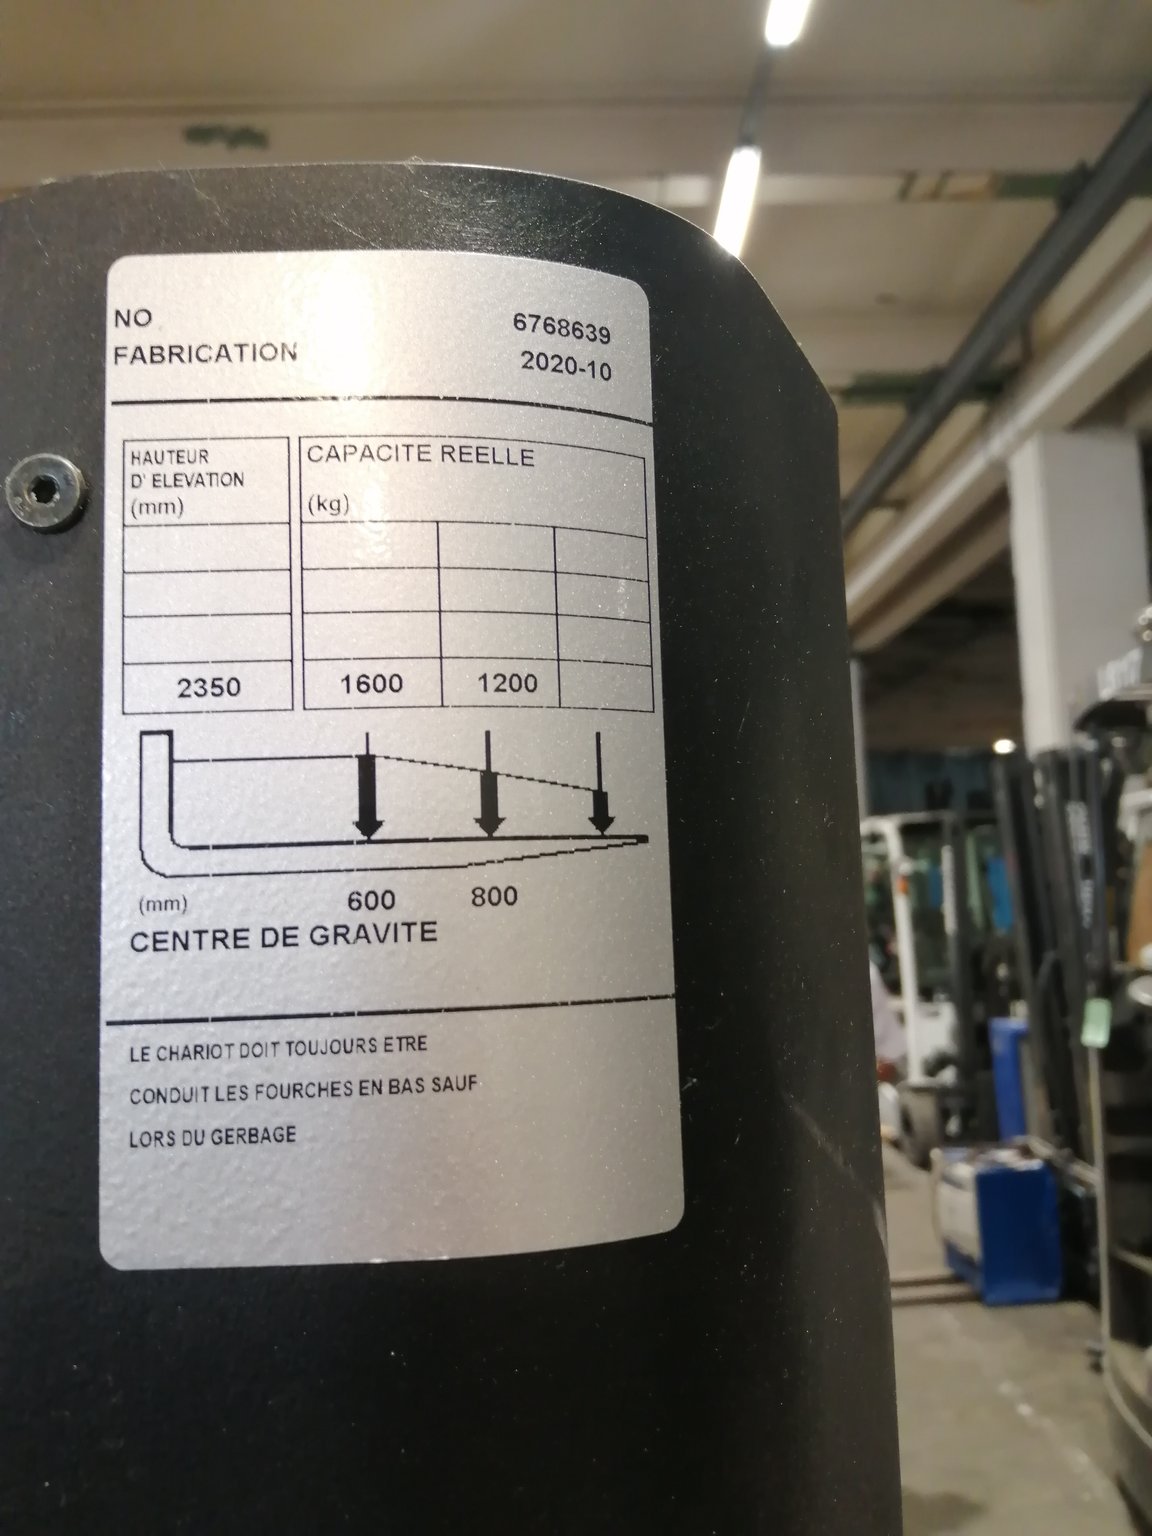 NO 6768639
FABRICATION 2020-10
HAUTEUR
D' ELEVATION
(mm)
CAPACITE REELLE
(kg)
2350 1600 1200
(mm) 600 800
CENTRE DE GRAVITE
LE CHARIOT DOIT TOUJOURS ETRE
CONDUIT LES FOURCHES EN BAS SAUF
LORS DU GERBAGE